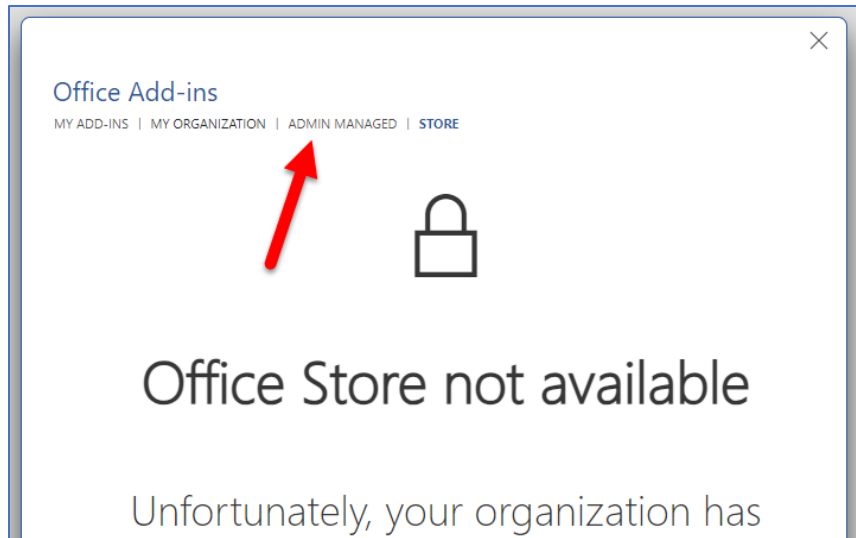 Office Add-ins
MY ADD-INS | MY ORGANIZATION | ADMIN MANAGED | STORE
Office Store not available
Unfortunately, your organization has